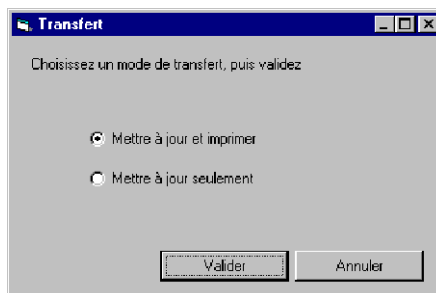 Transfert
Choisissez un mode de transfert, puis validez
Mettre à jour et imprimer
Mettre à jour seulement
Valider Annuler